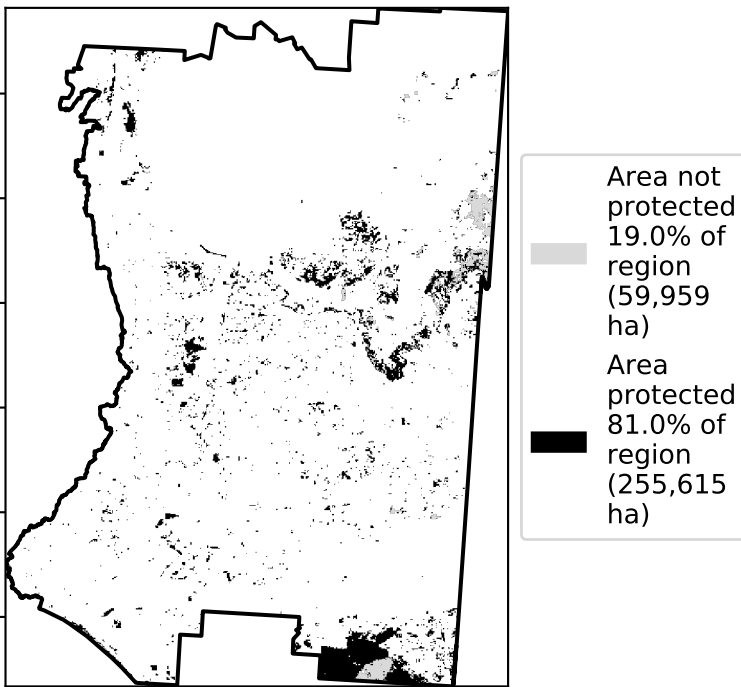 Area not
protected
19.0% of
region
(59,959
ha)
Area
protected
81.0% of
region
(255,615
ha)